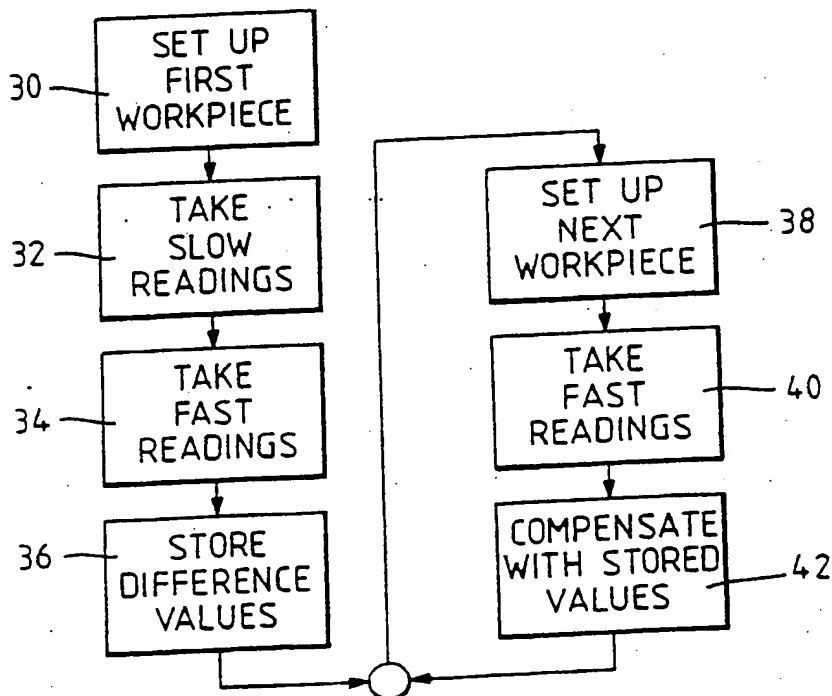 SET UP
FIRST
WORKPIECE
30
TAKE
SLOW
READINGS
32
TAKE
FAST
READINGS
34
STORE
DIFFERENCE
VALUES
36
SET UP
NEXT
WORKPIECE
38
TAKE
FAST
READINGS
40
COMPENSATE
WITH STORED
VALUES
42